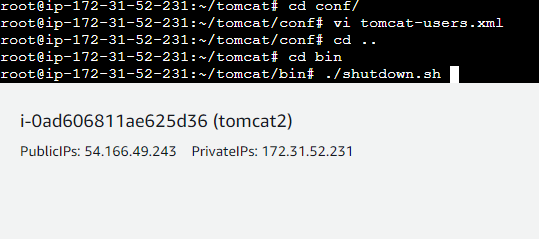 root@ip-172-31-52-231:~/tomcat# cd conf/
root@ip-172-31-52-231:~/tomcat/conf# vi tomcat-users.xml
root@ip-172-31-52-231:~/tomcat/conf# cd ..
root@ip-172-31-52-231:~/tomcat# cd bin
root@ip-172-31-52-231:~/tomcat/bin# ./shutdown.sh
i-0ad606811ae625d36 (tomcat2)
PublicIPs: 54.166.49.243 PrivateIPs: 172.31.52.231